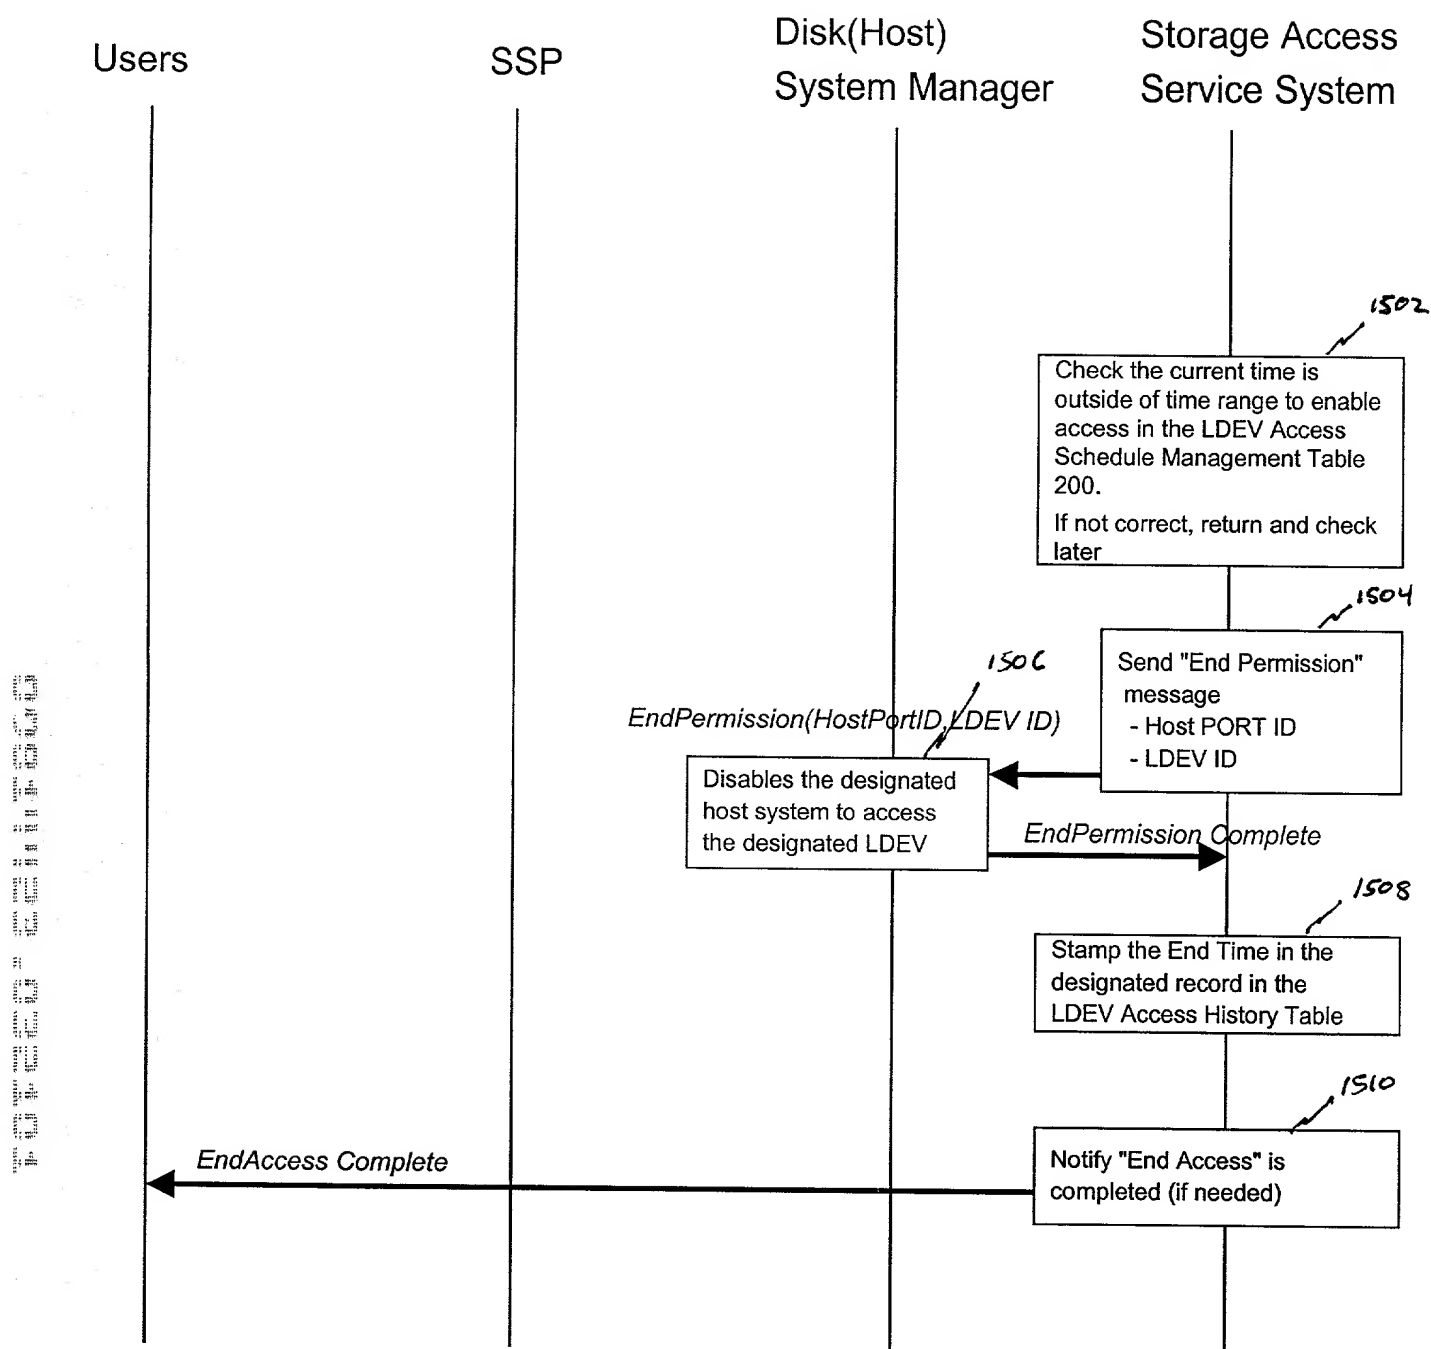 Users
SSP
Disk(Host)
System Manager
Storage Access
Service System
1502
Check the current time is
outside of time range to enable
access in the LDEV Access
Schedule Management Table
200.
If not correct, return and check
later
1504
Send "End Permission"
message
- Host PORT ID
- LDEV ID
1506
EndPermission(HostPortID,LDEV ID)
Disables the designated
host system to access
the designated LDEV
EndPermission Complete
1508
Stamp the End Time in the
designated record in the
LDEV Access History Table
1510
Notify "End Access" is
completed (if needed)
EndAccess Complete